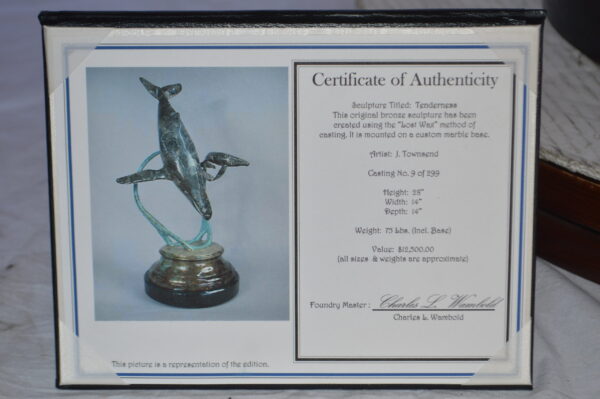 Certificate of Authenticity
Sculpture Titled: Tenderness
This original bronze sculpture has been
created using the "Lost Wax" method of
casting. It is mounted on a custom marble base.
Artist: J. Townsend
Casting No. 9 of 299
Height: 28"
Width: 14"
Depth: 14"
Weight: 75 Lbs. (Incl. Base)
Value: $12,500.00
(all sizes & weights are approximate)
Foundry Master: Charles L. Wambold
Charles L. Wambold
This picture is a representation of the edition.